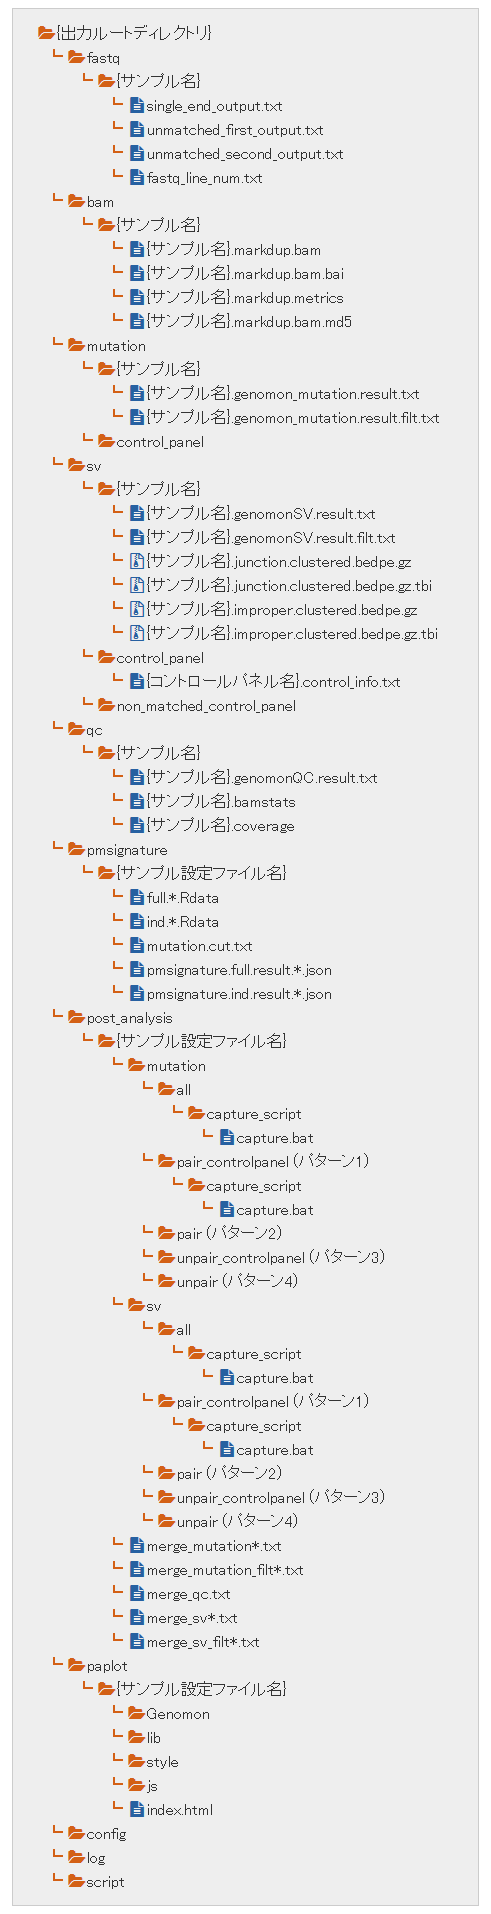 {出力ルートディレクトリ}
fastq
{サンプル名}
single_end_output.txt
unmatched_first_output.txt
unmatched_second_output.txt
fastq_line_num.txt
bam
{サンプル名}
{サンプル名}.markdup.bam
{サンプル名}.markdup.bam.bai
{サンプル名}.markdup.metrics
{サンプル名}.markdup.bam.md5
mutation
{サンプル名}
{サンプル名}.genomon_mutation.result.txt
{サンプル名}.genomon_mutation.result.filt.txt
control_panel
sv
{サンプル名}
{サンプル名}.genomonSV.result.txt
{サンプル名}.genomonSV.result.filt.txt
{サンプル名}.junction.clustered.bedpe.gz
{サンプル名}.junction.clustered.bedpe.gz.tbi
{サンプル名}.improper.clustered.bedpe.gz
{サンプル名}.improper.clustered.bedpe.gz.tbi
control_panel
{コントロールパネル名}.control_info.txt
non_matched_control_panel
qc
{サンプル名}
{サンプル名}.genomonQC.result.txt
{サンプル名}.bamstats
{サンプル名}.coverage
pmsignature
{サンプル設定ファイル名}
full.*.Rdata
ind.*.Rdata
mutation.cut.txt
pmsignature.full.result.*.json
pmsignature.ind.result.*.json
post_analysis
{サンプル設定ファイル名}
mutation
all
capture_script
capture.bat
pair_controlpanel (パターン1)
capture_script
capture.bat
pair (パターン2)
unpair_controlpanel (パターン3)
unpair (パターン4)
sv
all
capture_script
capture.bat
pair_controlpanel (パターン1)
capture_script
capture.bat
pair (パターン2)
unpair_controlpanel (パターン3)
unpair (パターン4)
merge_mutation*.txt
merge_mutation_filt*.txt
merge_qc.txt
merge_sv*.txt
merge_sv_filt*.txt
paplot
{サンプル設定ファイル名}
Genomon
lib
style
js
index.html
config
log
script